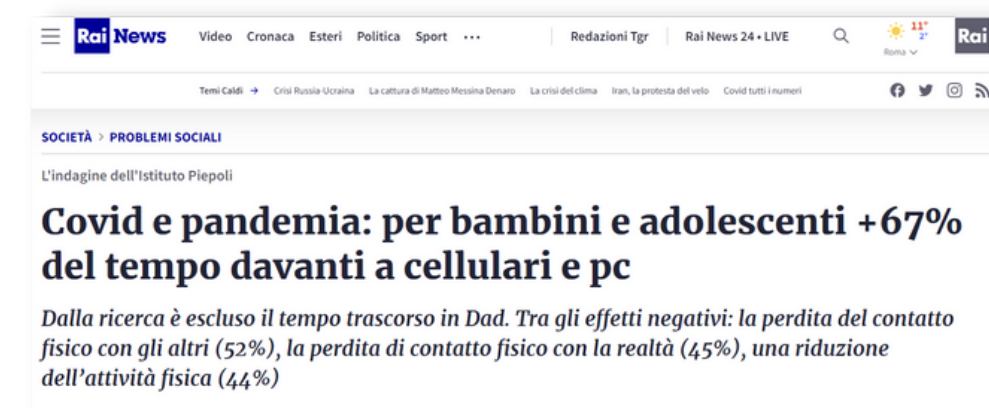 Rai News Video Cronaca Esteri Politica Sport ... Redazioni Tgr Rai News 24 • LIVE 11° 2° Roma Rai
Temi Caldi → Crisi Russia-Ucraina La cattura di Matteo Messina Denaro La crisi del clima Iran, la protesta del velo Covid tutti i numeri
SOCIETÀ > PROBLEMI SOCIALI
L'indagine dell'Istituto Piepoli
Covid e pandemia: per bambini e adolescenti +67%
del tempo davanti a cellulari e pc
Dalla ricerca è escluso il tempo trascorso in Dad. Tra gli effetti negativi: la perdita del contatto
fisico con gli altri (52%), la perdita di contatto fisico con la realtà (45%), una riduzione
dell’attività fisica (44%)